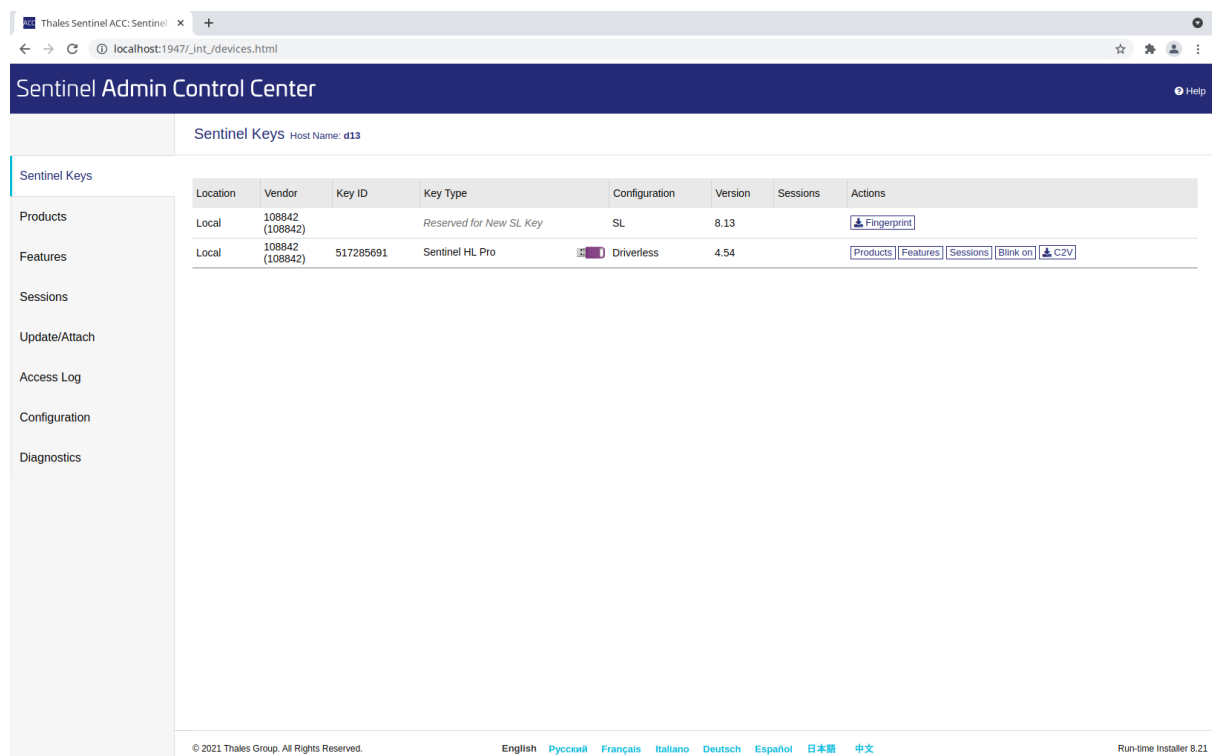 ACC Thales Sentinel ACC: Sentinel
localhost:1947/_int_/devices.html
Sentinel Admin Control Center
Help
Sentinel Keys Host Name: d13
Sentinel Keys
Products
Features
Sessions
Update/Attach
Access Log
Configuration
Diagnostics
Location Vendor Key ID Key Type Configuration Version Sessions Actions
Local 108842 (108842) Reserved for New SL Key SL 8.13 Fingerprint
Local 108842 (108842) 517285691 Sentinel HL Pro Driverless 4.54 Products Features Sessions Blink on C2V
© 2021 Thales Group. All Rights Reserved. English Русский Français Italiano Deutsch Español 日本語 中文 Run-time Installer 8.21